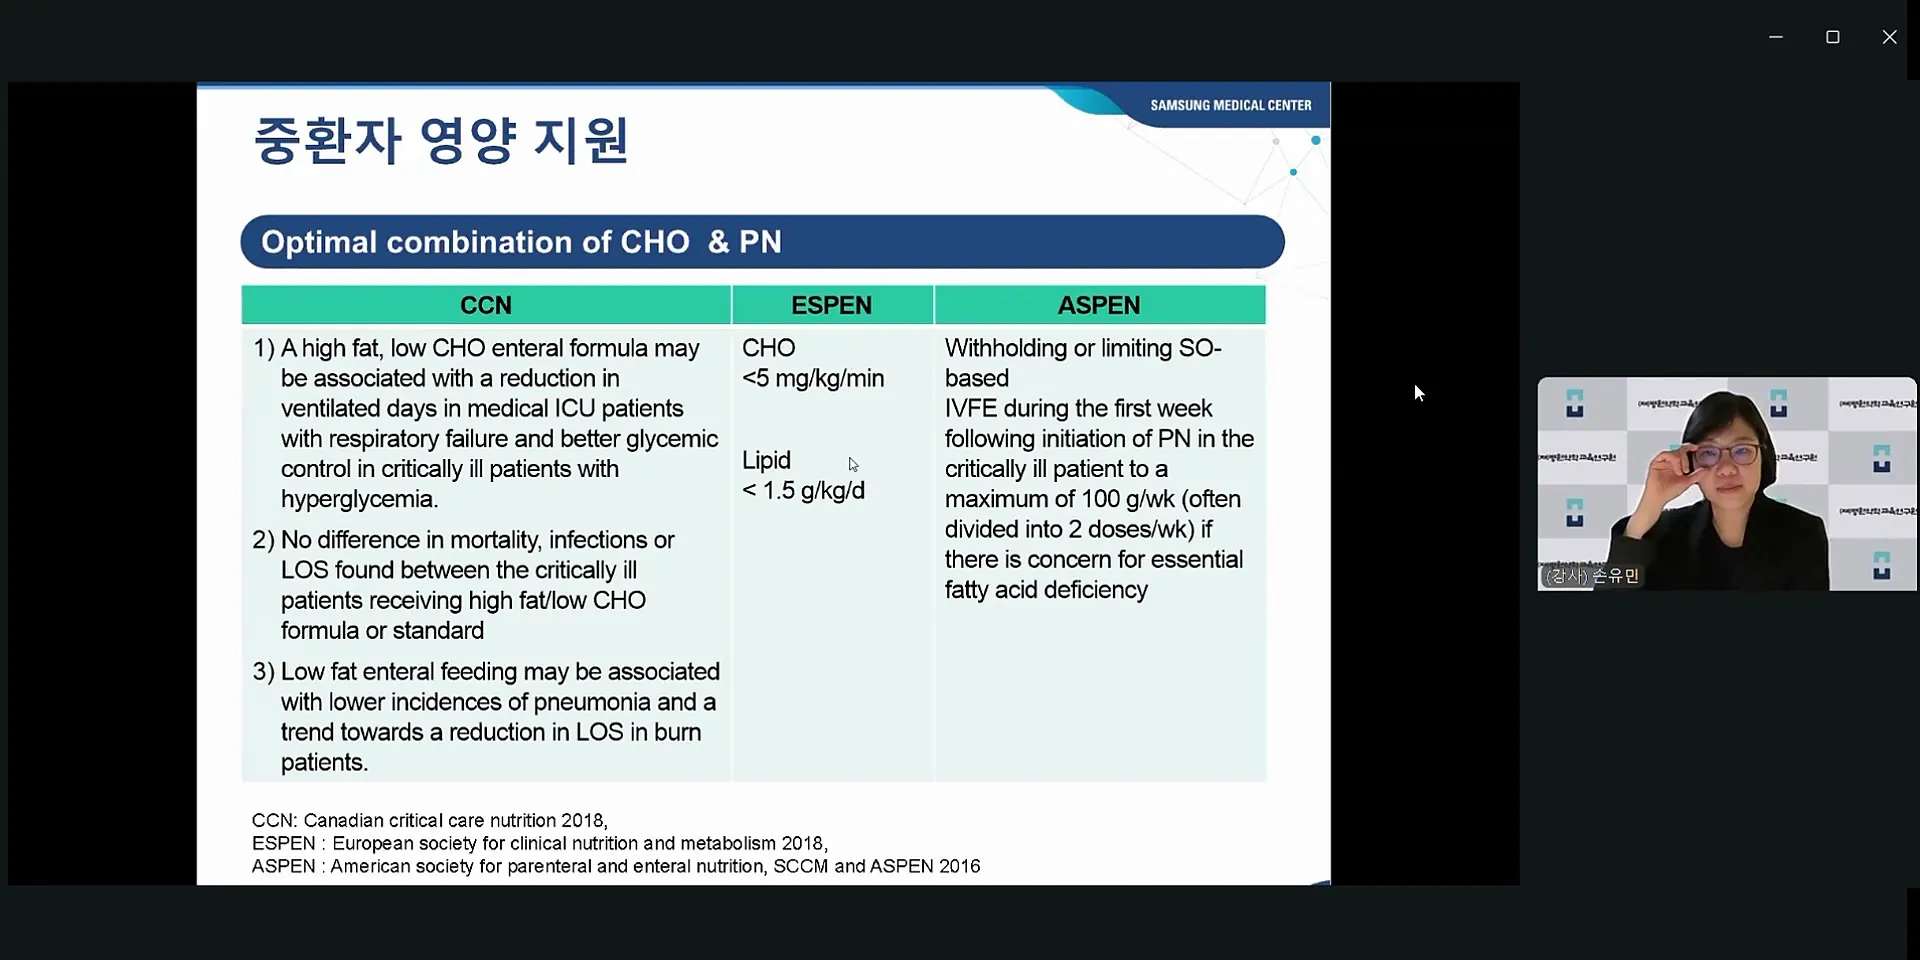 SAMSUNG MEDICAL CENTER
중환자 영양 지원
Optimal combination of CHO & PN
CCN
1) A high fat, low CHO enteral formula may
be associated with a reduction in
ventilated days in medical ICU patients
with respiratory failure and better glycemic
control in critically ill patients with
hyperglycemia.
2) No difference in mortality, infections or
LOS found between the critically ill
patients receiving high fat/low CHO
formula or standard
3) Low fat enteral feeding may be associated
with lower incidences of pneumonia and a
trend towards a reduction in LOS in burn
patients.
ESPEN
CHO
<5 mg/kg/min
Lipid
< 1.5 g/kg/d
ASPEN
Withholding or limiting SO-
based
IVFE during the first week
following initiation of PN in the
critically ill patient to a
maximum of 100 g/wk (often
divided into 2 doses/wk) if
there is concern for essential
fatty acid deficiency
CCN: Canadian critical care nutrition 2018,
ESPEN : European society for clinical nutrition and metabolism 2018,
ASPEN : American society for parenteral and enteral nutrition, SCCM and ASPEN 2016
(강사) 손유민